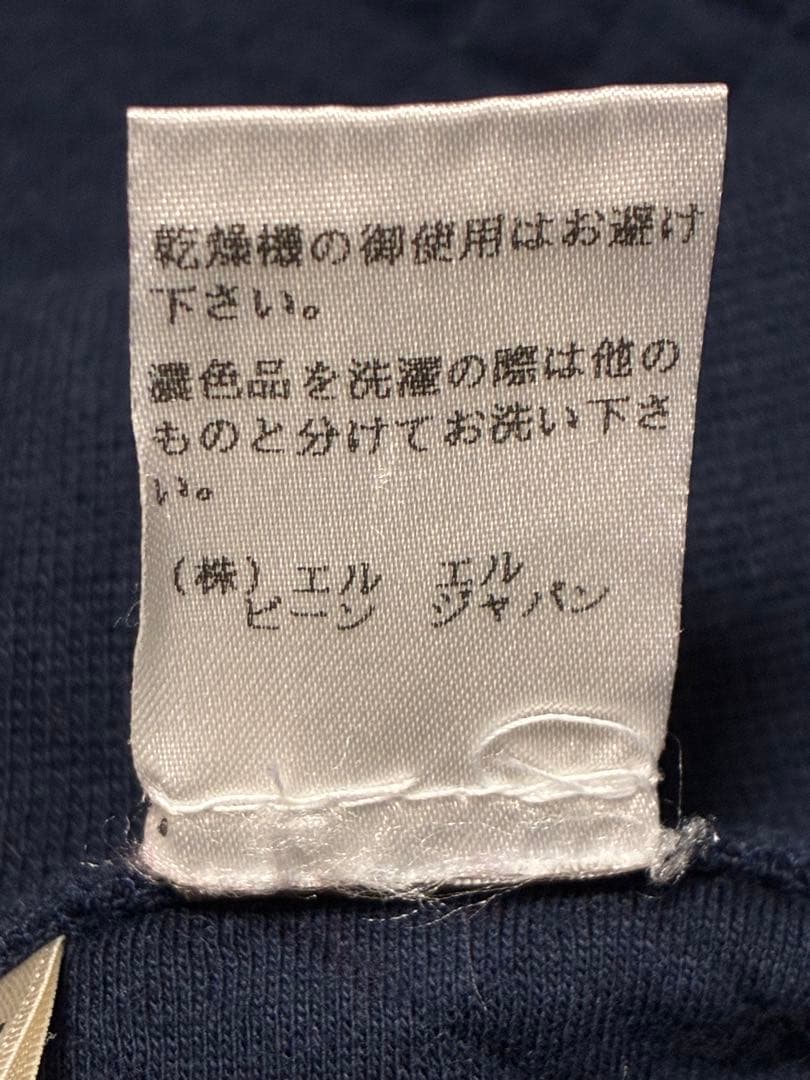 乾燥機の御使用はお避け
下さい。
濃色品を洗濯の際は他の
ものと分けてお洗い下さ
い。
(株) エル エル
ビーン ジャパン